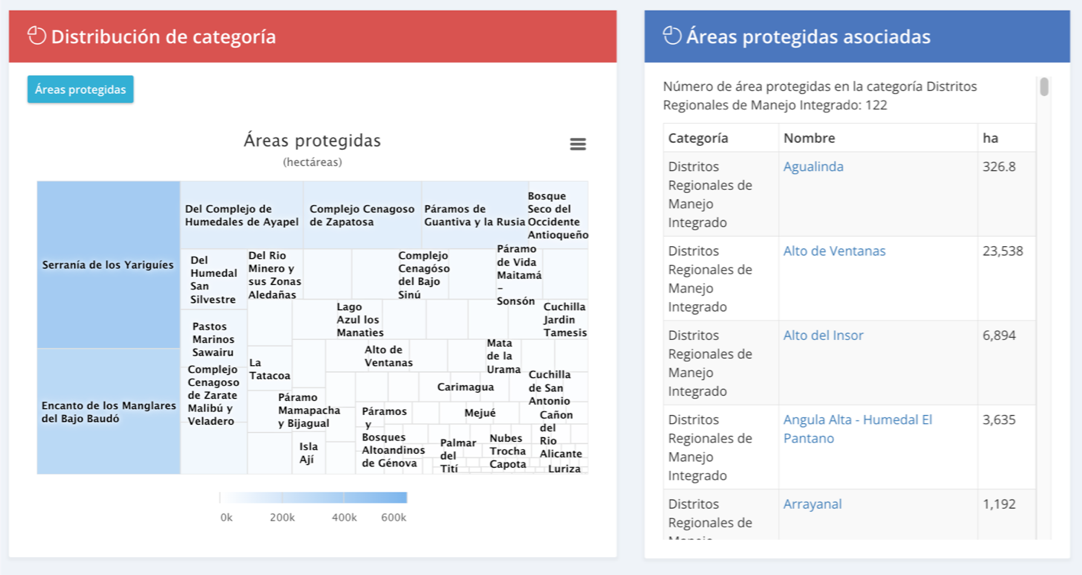 Distribución de categoría
Áreas protegidas
Áreas protegidas
(hectáreas)
Serranía de los Yariguíes
Encanto de los Manglares
del Bajo Baudó
Del Complejo de
Humedales de Ayapel
Complejo Cenagoso
de Zapatosa
Páramos de
Guantiva y la Rusia
Bosque
Seco del
Occidente
Antioqueño
Del
Humedal
San
Silvestre
Del Rio
Minero y
sus Zonas
Aledañas
Complejo
Cenagóso
del Bajo
Sinú
Páramo
de Vida
Maitamá
–
Sonsón
Pastos
Marinos
Sawairu
Lago
Azul los
Manaties
Cuchilla
Jardin
Tamesis
Complejo
Cenagoso
de Zarate
Malibú y
Veladero
La
Tatacoa
Alto de
Ventanas
Mata
de la
Urama
Páramo
Mamapacha
y Bijagual
Carimagua
Cuchilla
de San
Antonio
Isla
Ají
Páramos
y
Bosques
Altoandinos
de Génova
Mejué
Cañon
del
Rio
Alicante
Palmar
del
Tití
Nubes
Trocha
Capota
Luriza
0k 200k 400k 600k
Áreas protegidas asociadas
Número de área protegidas en la categoría Distritos
Regionales de Manejo Integrado: 122
Categoría Nombre ha
Distritos Agualinda 326.8
Regionales de
Manejo
Integrado
Distritos Alto de Ventanas 23,538
Regionales de
Manejo
Integrado
Distritos Alto del Insor 6,894
Regionales de
Manejo
Integrado
Distritos Angula Alta - Humedal El 3,635
Regionales de Pantano
Manejo
Integrado
Distritos Arrayanal 1,192
Regionales de